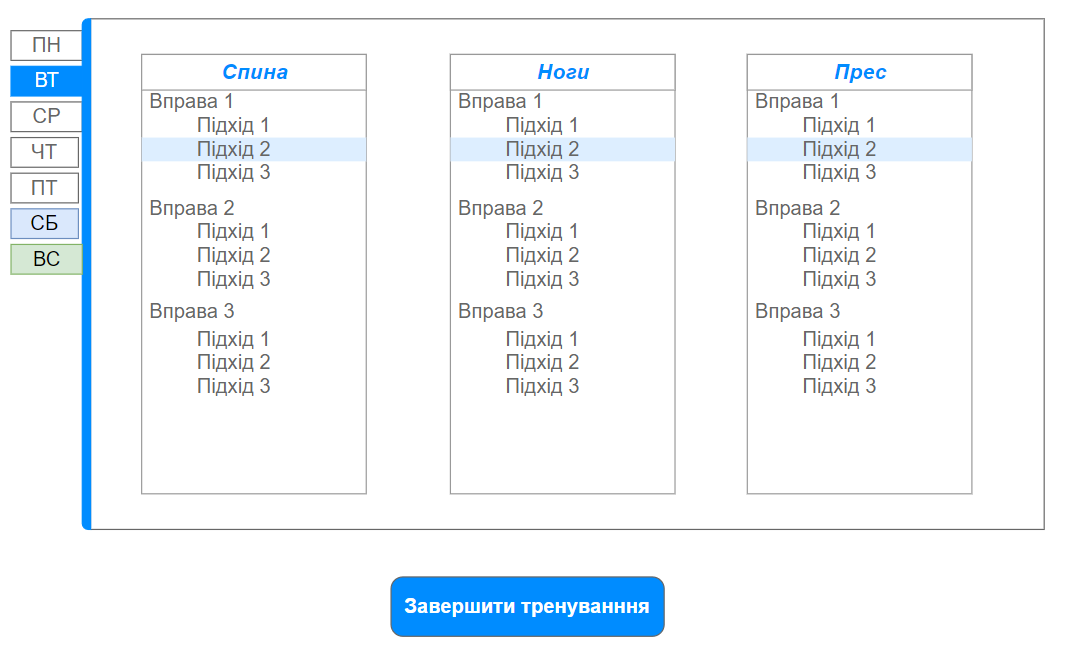 ПН
ВТ
СР
ЧТ
ПТ
СБ
ВС
Спина
Вправа 1
Підхід 1
Підхід 2
Підхід 3
Вправа 2
Підхід 1
Підхід 2
Підхід 3
Вправа 3
Підхід 1
Підхід 2
Підхід 3
Ноги
Вправа 1
Підхід 1
Підхід 2
Підхід 3
Вправа 2
Підхід 1
Підхід 2
Підхід 3
Вправа 3
Підхід 1
Підхід 2
Підхід 3
Прес
Вправа 1
Підхід 1
Підхід 2
Підхід 3
Вправа 2
Підхід 1
Підхід 2
Підхід 3
Вправа 3
Підхід 1
Підхід 2
Підхід 3
Завершити тренуванння